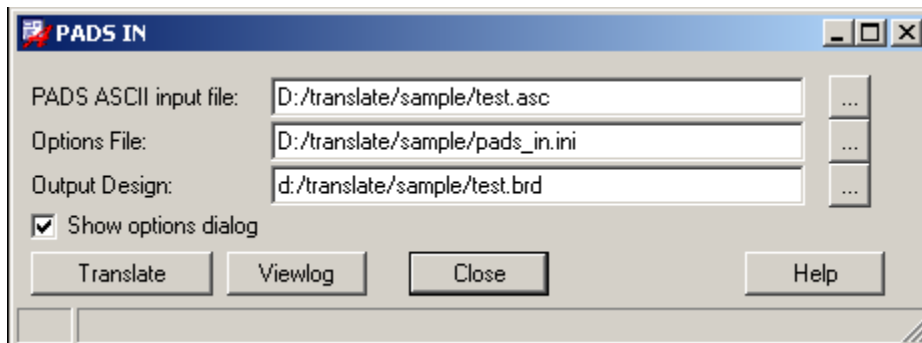 PADS IN
PADS ASCII input file: D:/translate/sample/test.asc ...
Options File: D:/translate/sample/pads_in.ini ...
Output Design: d:/translate/sample/test.brd ...
Show options dialog
Translate Viewlog Close Help